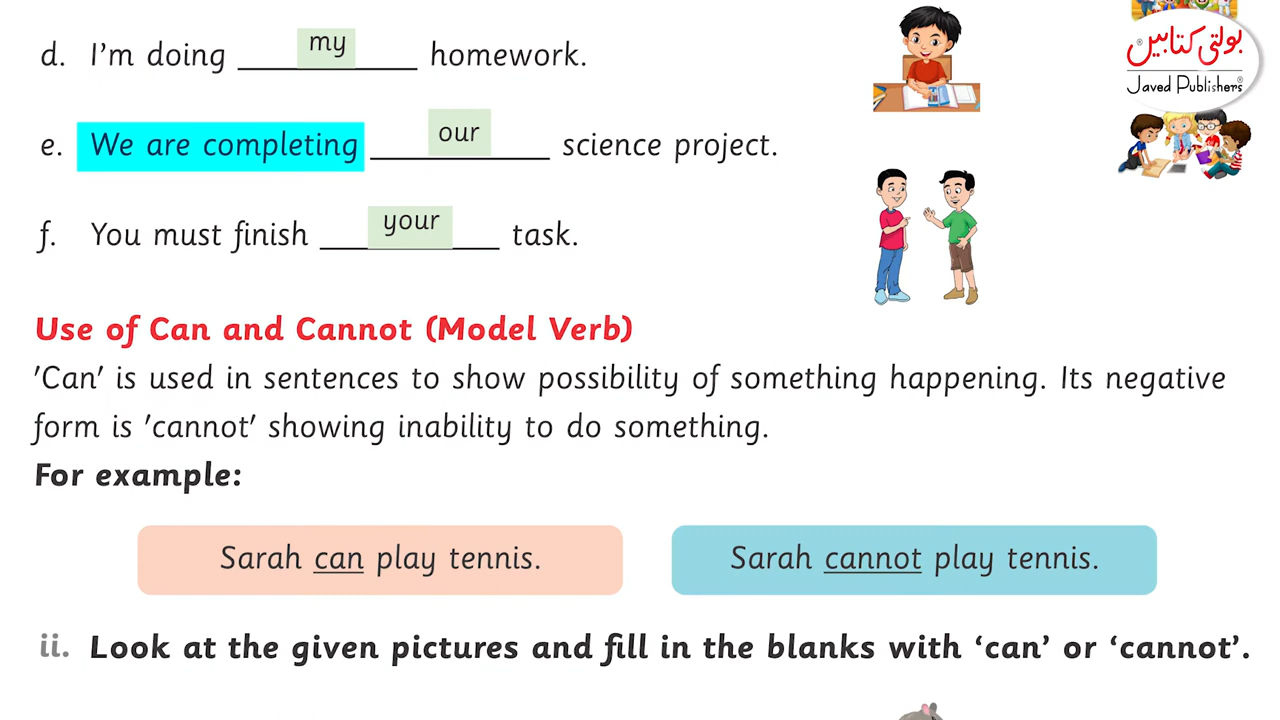 d. I'm doing my homework.
بولتی کتابیں®
Javed Publishers®
e. We are completing our science project.
f. You must finish your task.
Use of Can and Cannot (Model Verb)
'Can' is used in sentences to show possibility of something happening. Its negative
form is 'cannot' showing inability to do something.
For example:
Sarah can play tennis.
Sarah cannot play tennis.
ii. Look at the given pictures and fill in the blanks with ‘can’ or ‘cannot’.